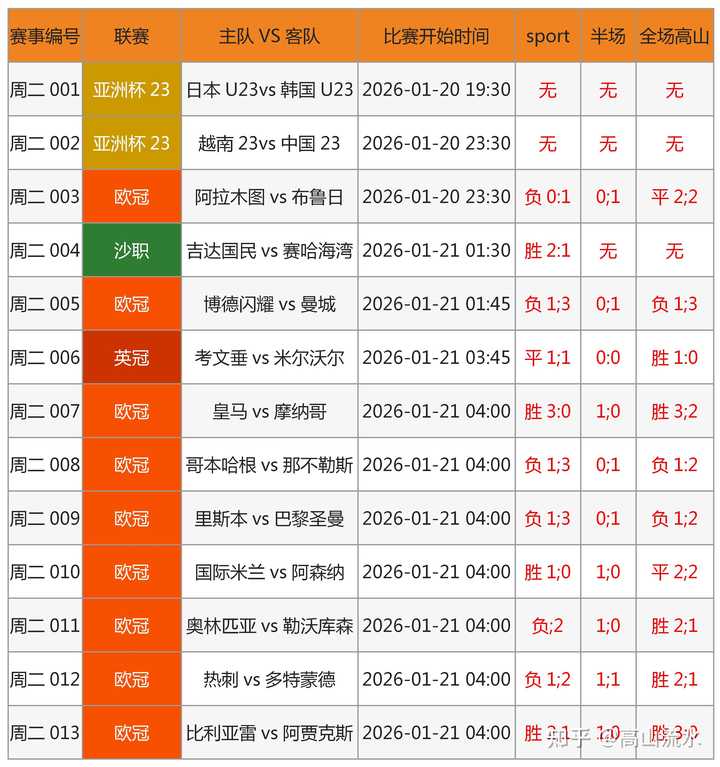 赛事编号 联赛 主队 VS 客队 比赛开始时间 sport 半场 全场高山
周二 001 亚洲杯 23 日本 U23vs 韩国 U23 2026-01-20 19:30 无 无 无
周二 002 亚洲杯 23 越南 23vs 中国 23 2026-01-20 23:30 无 无 无
周二 003 欧冠 阿拉木图 vs 布鲁日 2026-01-20 23:30 负 0:1 0;1 平 2;2
周二 004 沙职 吉达国民 vs 赛哈海湾 2026-01-21 01:30 胜 2:1 无 无
周二 005 欧冠 博德闪耀 vs 曼城 2026-01-21 01:45 负 1;3 0;1 负 1;3
周二 006 英冠 考文垂 vs 米尔沃尔 2026-01-21 03:45 平 1;1 0:0 胜 1:0
周二 007 欧冠 皇马 vs 摩纳哥 2026-01-21 04:00 胜 3:0 1;0 胜 3;2
周二 008 欧冠 哥本哈根 vs 那不勒斯 2026-01-21 04:00 负 1;3 0;1 负 1:2
周二 009 欧冠 里斯本 vs 巴黎圣曼 2026-01-21 04:00 负 1;3 0;1 负 1;2
周二 010 欧冠 国际米兰 vs 阿森纳 2026-01-21 04:00 胜 1;0 1;0 平 2;2
周二 011 欧冠 奥林匹亚 vs 勒沃库森 2026-01-21 04:00 负;2 1;0 胜 2;1
周二 012 欧冠 热刺 vs 多特蒙德 2026-01-21 04:00 负 1;2 1;1 胜 2;1
周二 013 欧冠 比利亚雷 vs 阿贾克斯 2026-01-21 04:00 胜 1;0 胜 3:0
知乎 @高山流水